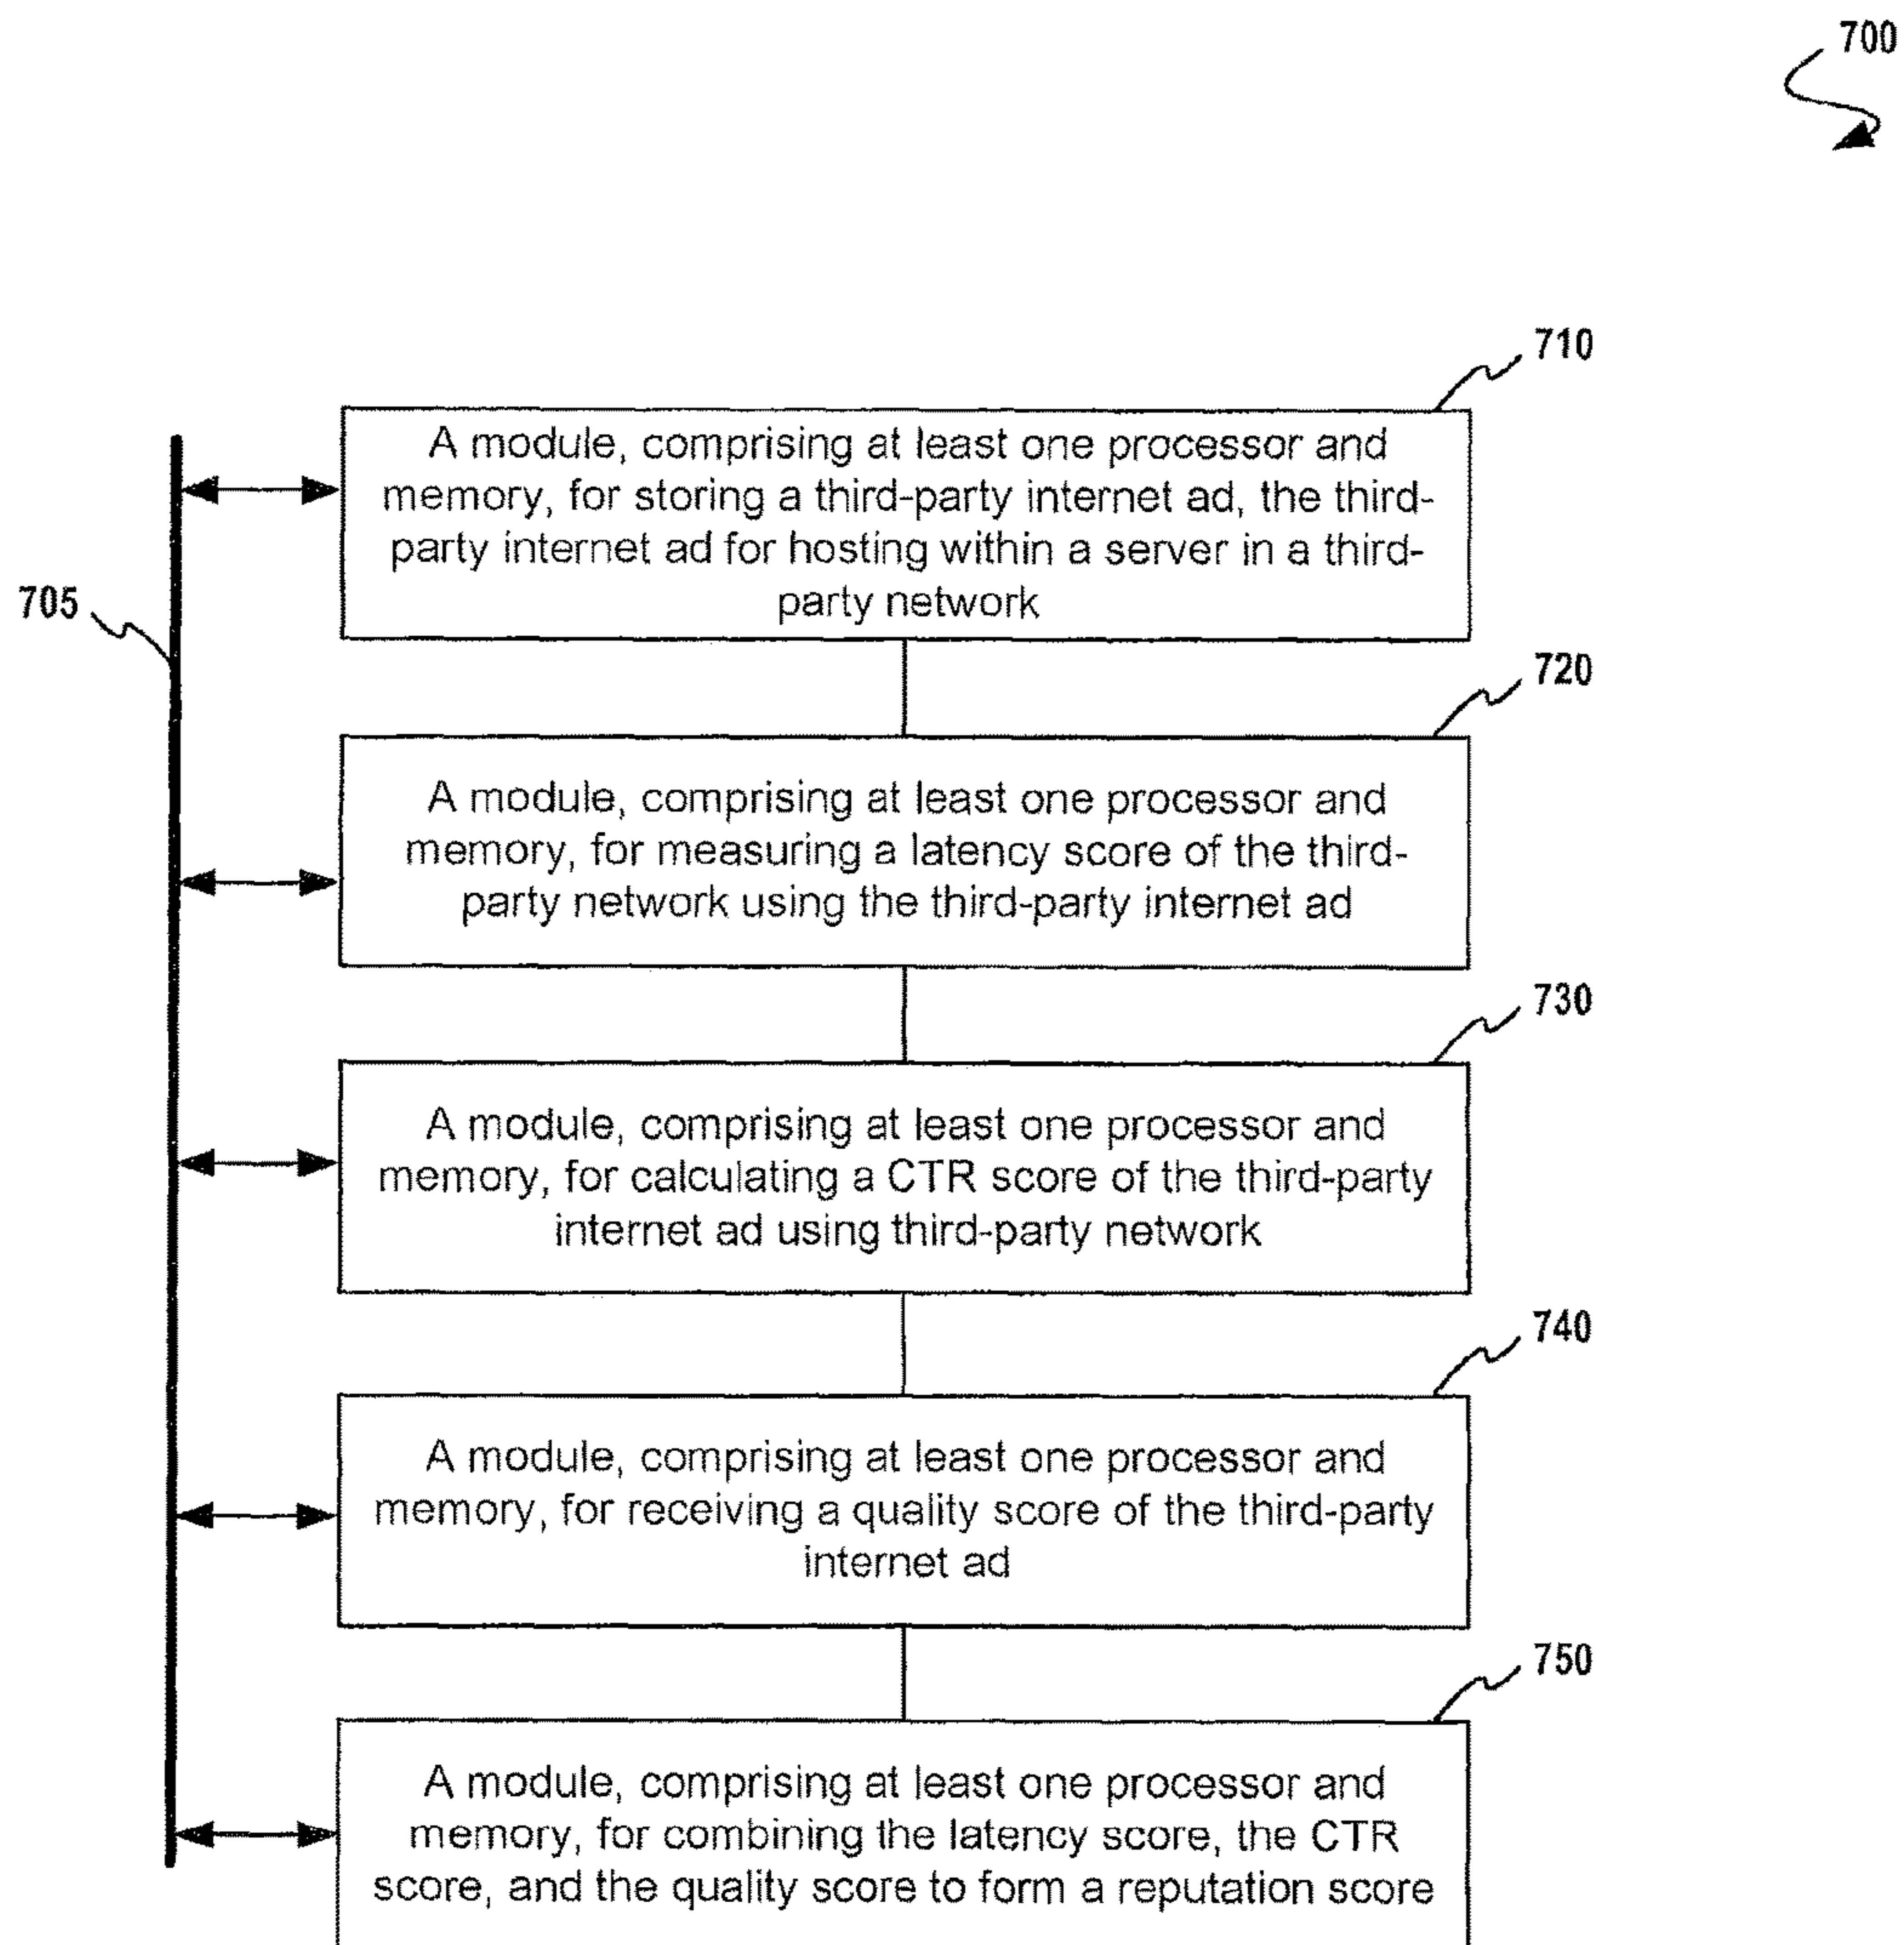 700
710
A module, comprising at least one processor and
memory, for storing a third-party internet ad, the third-
party internet ad for hosting within a server in a third-
party network
705
720
A module, comprising at least one processor and
memory, for measuring a latency score of the third-
party network using the third-party internet ad
730
A module, comprising at least one processor and
memory, for calculating a CTR score of the third-party
internet ad using third-party network
740
A module, comprising at least one processor and
memory, for receiving a quality score of the third-party
internet ad
750
A module, comprising at least one processor and
memory, for combining the latency score, the CTR
score, and the quality score to form a reputation score